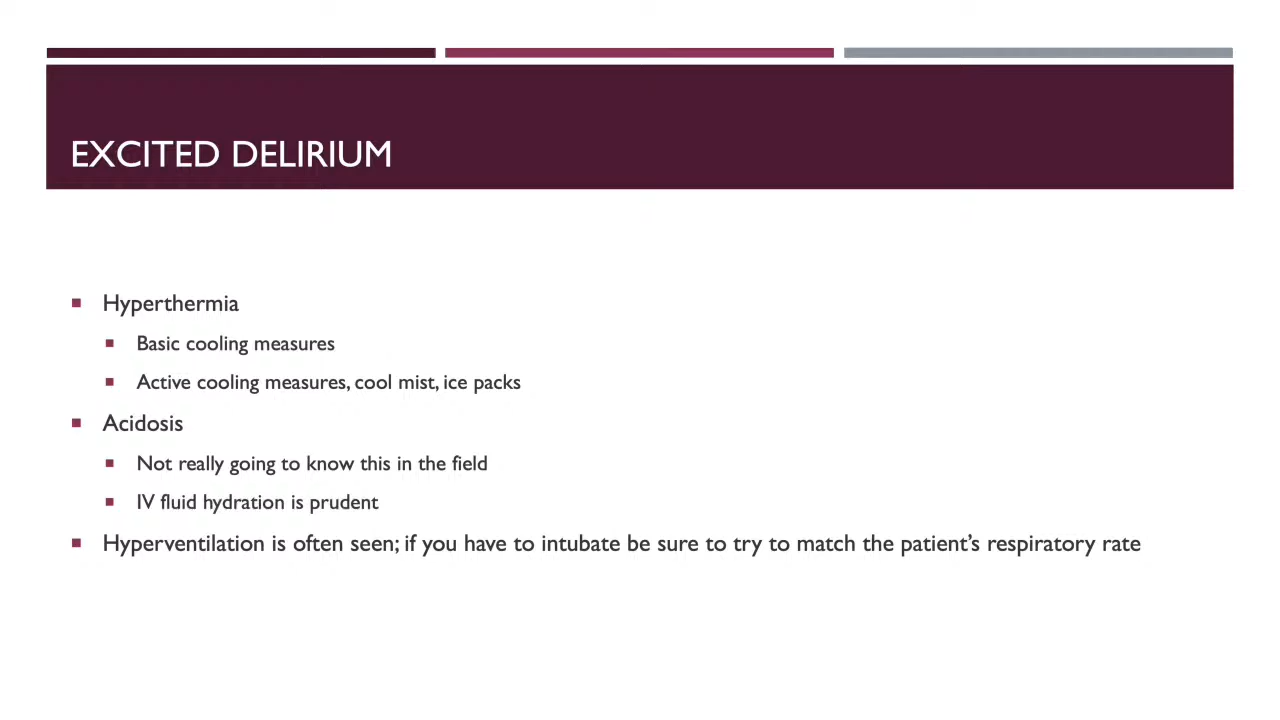 EXCITED DELIRIUM
Hyperthermia
Basic cooling measures
Active cooling measures, cool mist, ice packs
Acidosis
Not really going to know this in the field
IV fluid hydration is prudent
Hyperventilation is often seen; if you have to intubate be sure to try to match the patient’s respiratory rate